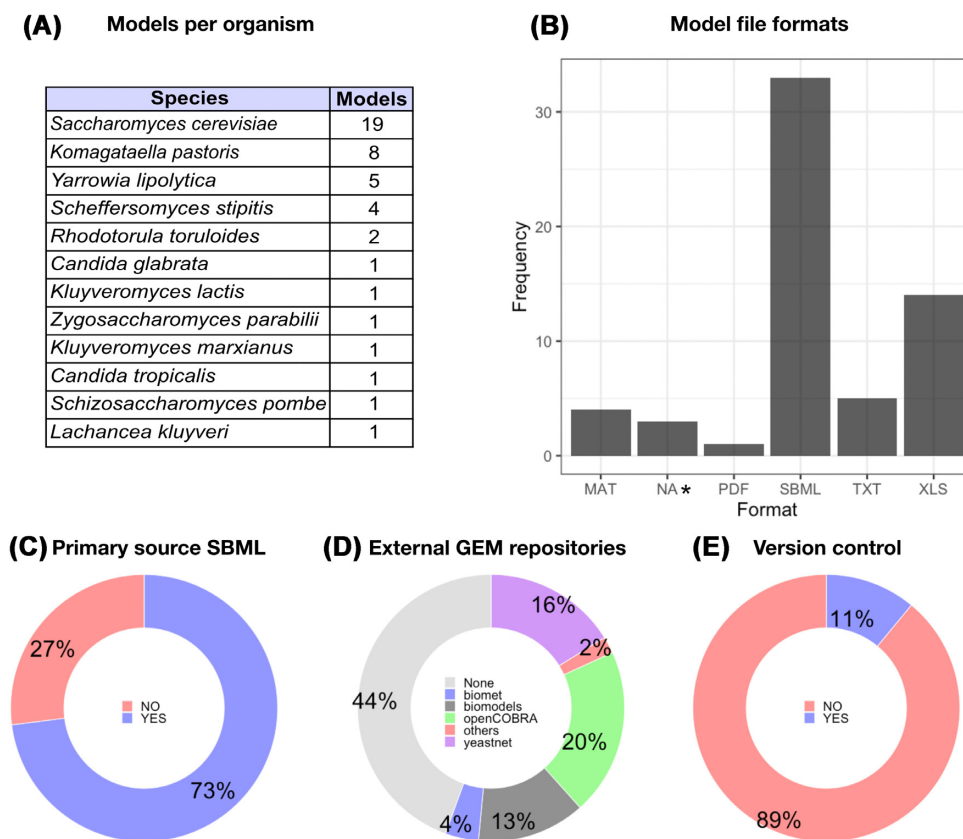 (A) Models per organism
Species Models
Saccharomyces cerevisiae 19
Komagataella pastoris 8
Yarrowia lipolytica 5
Scheffersomyces stipitis 4
Rhodotorula toruloides 2
Candida glabrata 1
Kluyveromyces lactis 1
Zygosaccharomyces parabilii 1
Kluyveromyces marxianus 1
Candida tropicalis 1
Schizosaccharomyces pombe 1
Lachancea kluyveri 1
(B) Model file formats
Frequency
30
20
10
0
MAT NA * PDF SBML TXT XLS
Format
(C) Primary source SBML
27%
NO
YES
73%
(D) External GEM repositories
16%
2%
None
biomet
biomodels
openCOBRA
others
yeastnet
44%
20%
4%
13%
(E) Version control
11%
NO
YES
89%